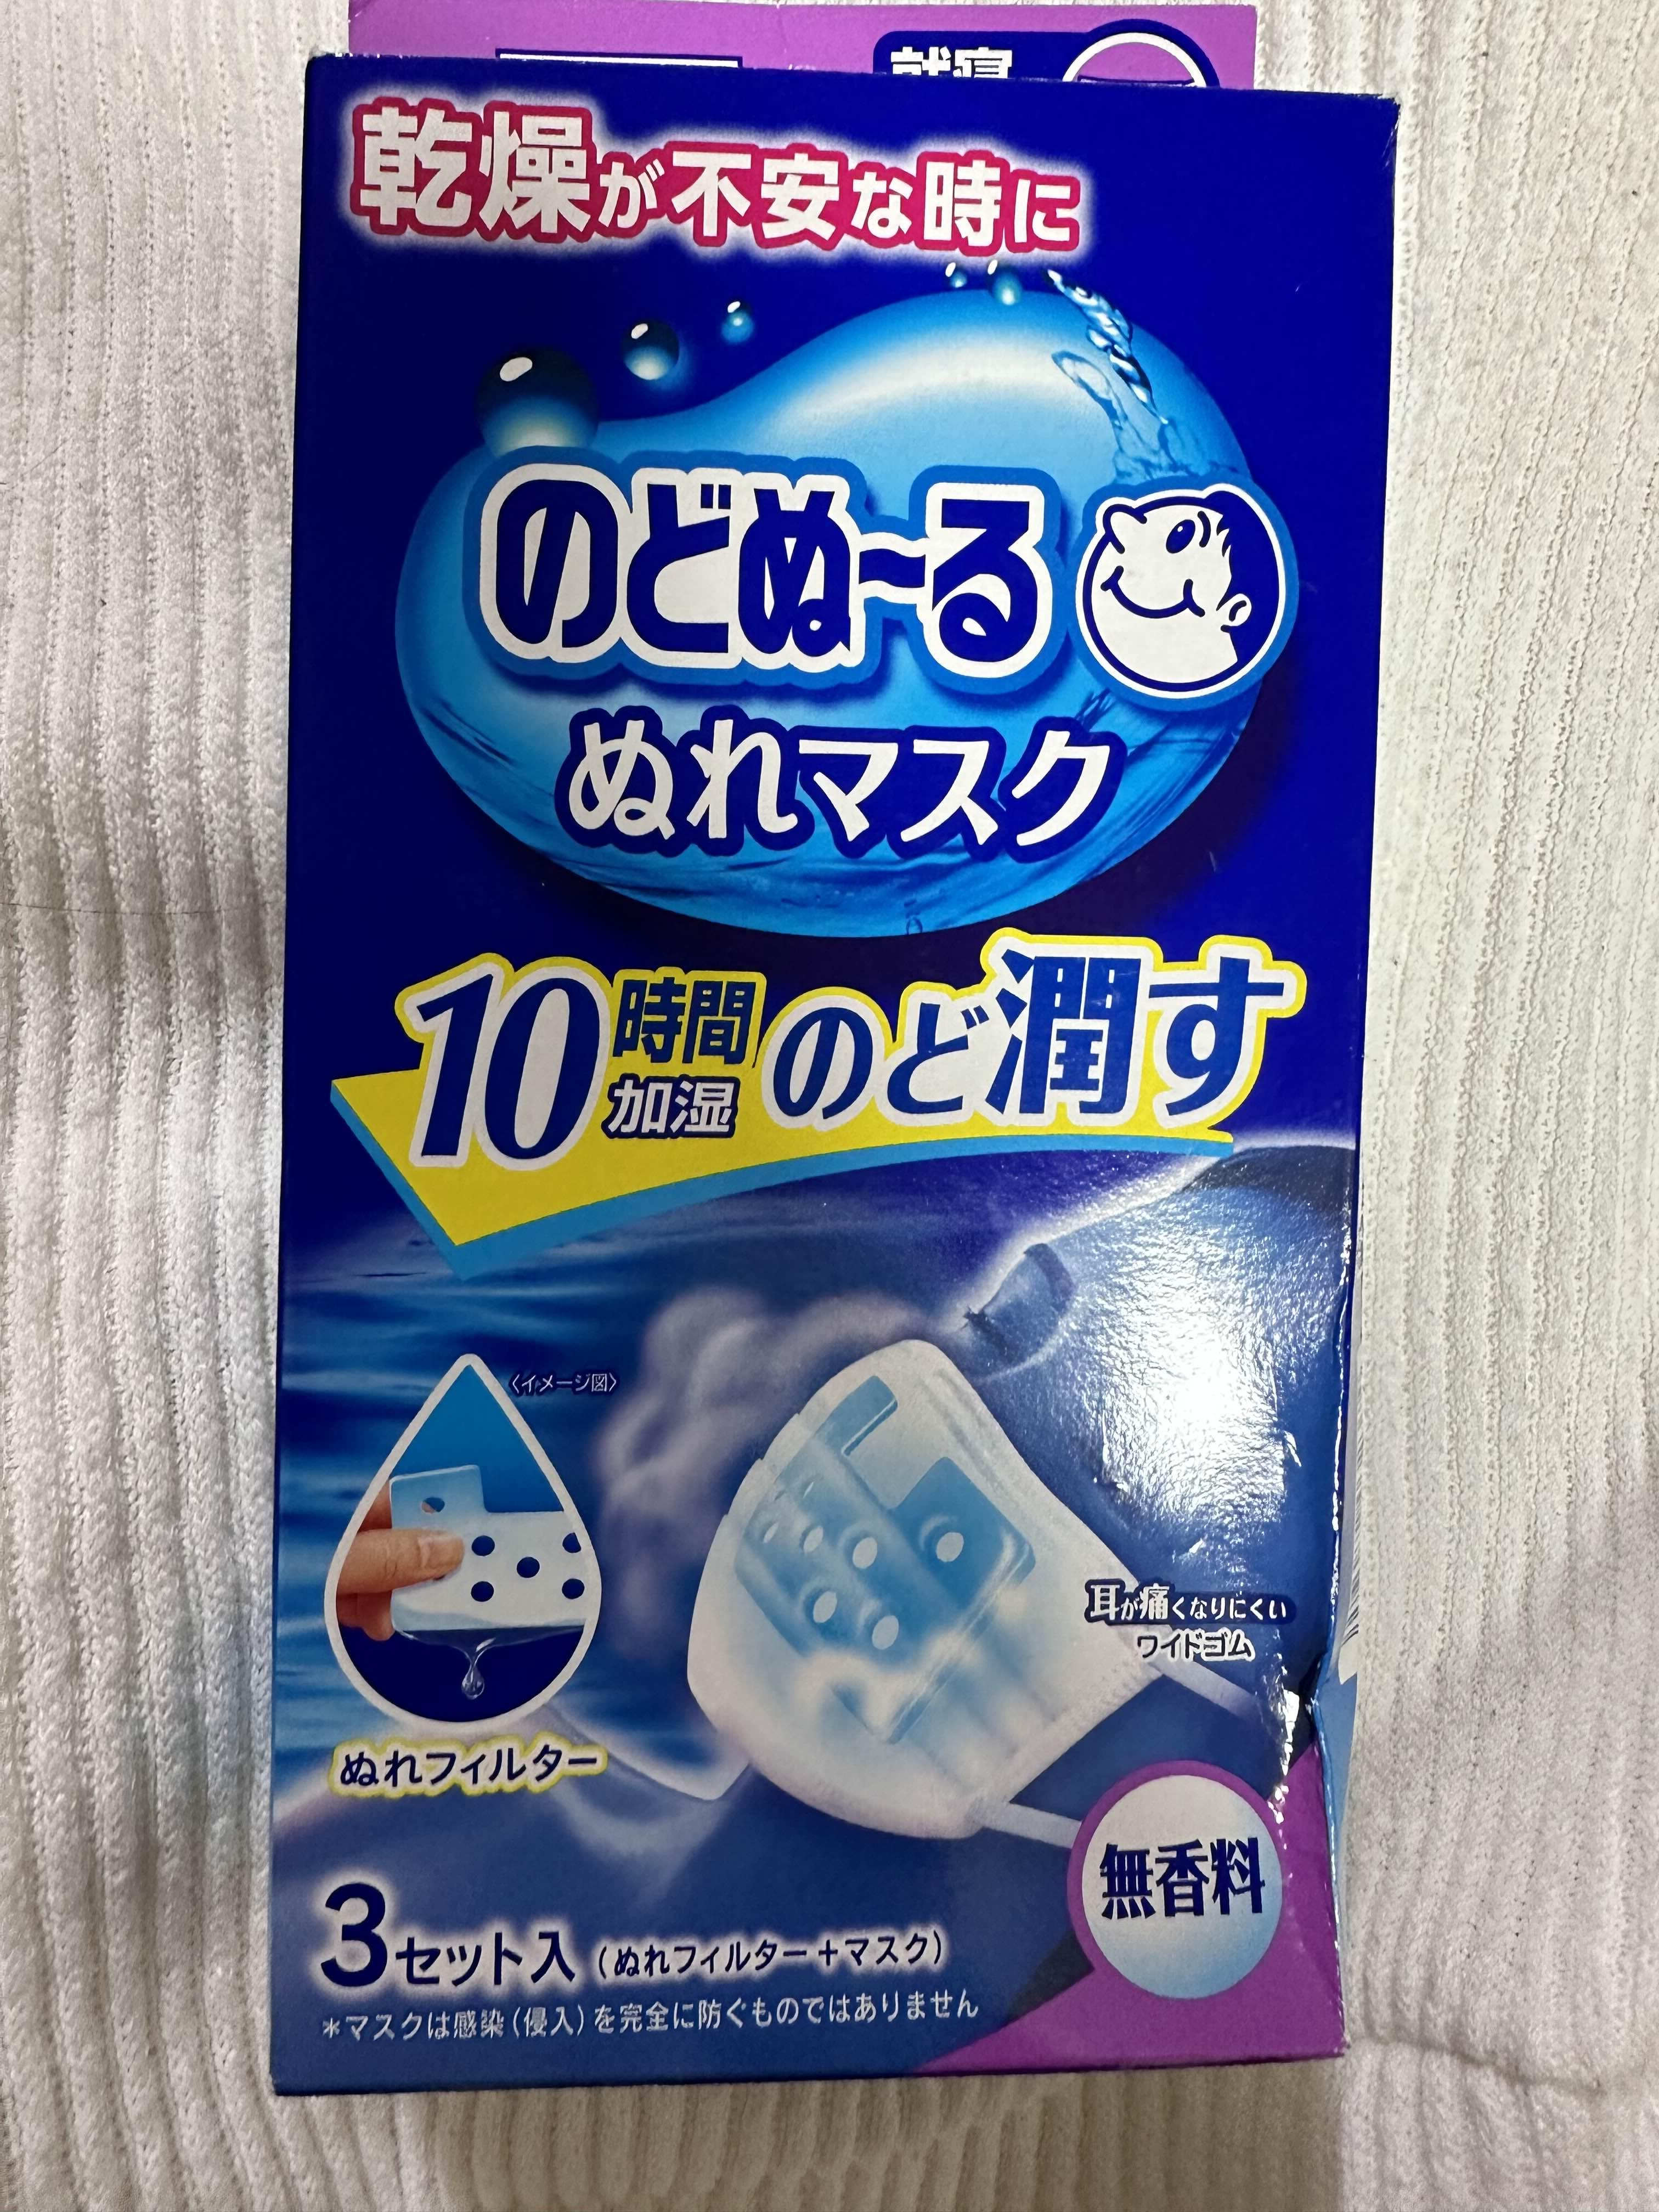 就寝
乾燥が不安な時に
のどぬ～る
ぬれマスク
10時間
加湿
のど潤す
〈イメージ図〉
耳が痛くなりにくい
ワイドゴム
ぬれフィルター
無香料
3セット入（ぬれフィルター＋マスク）
＊マスクは感染（侵入）を完全に防ぐものではありません